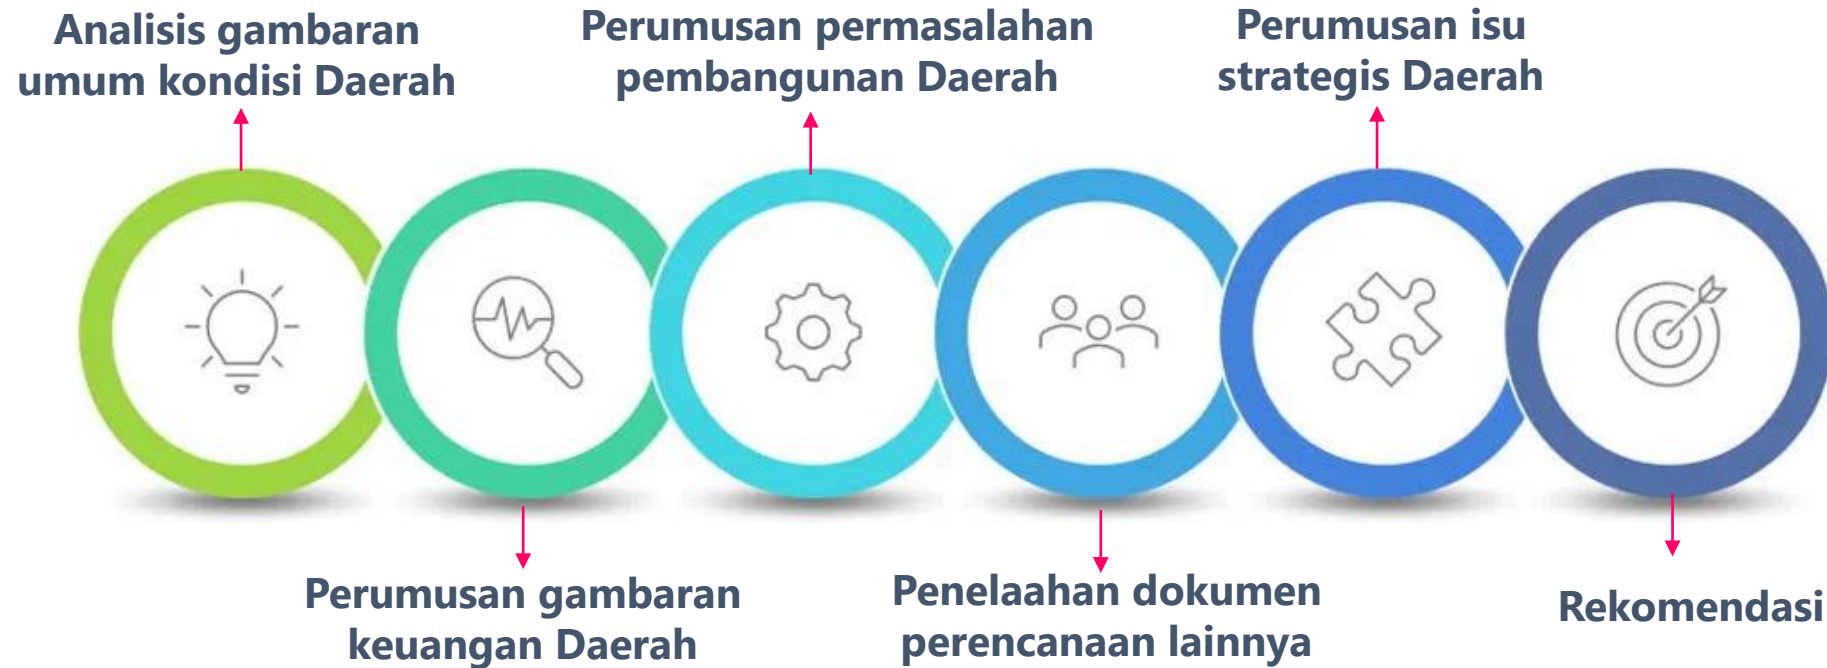 Analisis gambaran
umum kondisi Daerah
Perumusan permasalahan
pembangunan Daerah
Perumusan isu
strategis Daerah
Perumusan gambaran
keuangan Daerah
Penelaahan dokumen
perencanaan lainnya
Rekomendasi